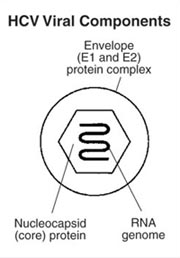 HCV Viral Components
Envelope
(E1 and E2)
protein complex
Nucleocapsid
(core) protein
RNA
genome